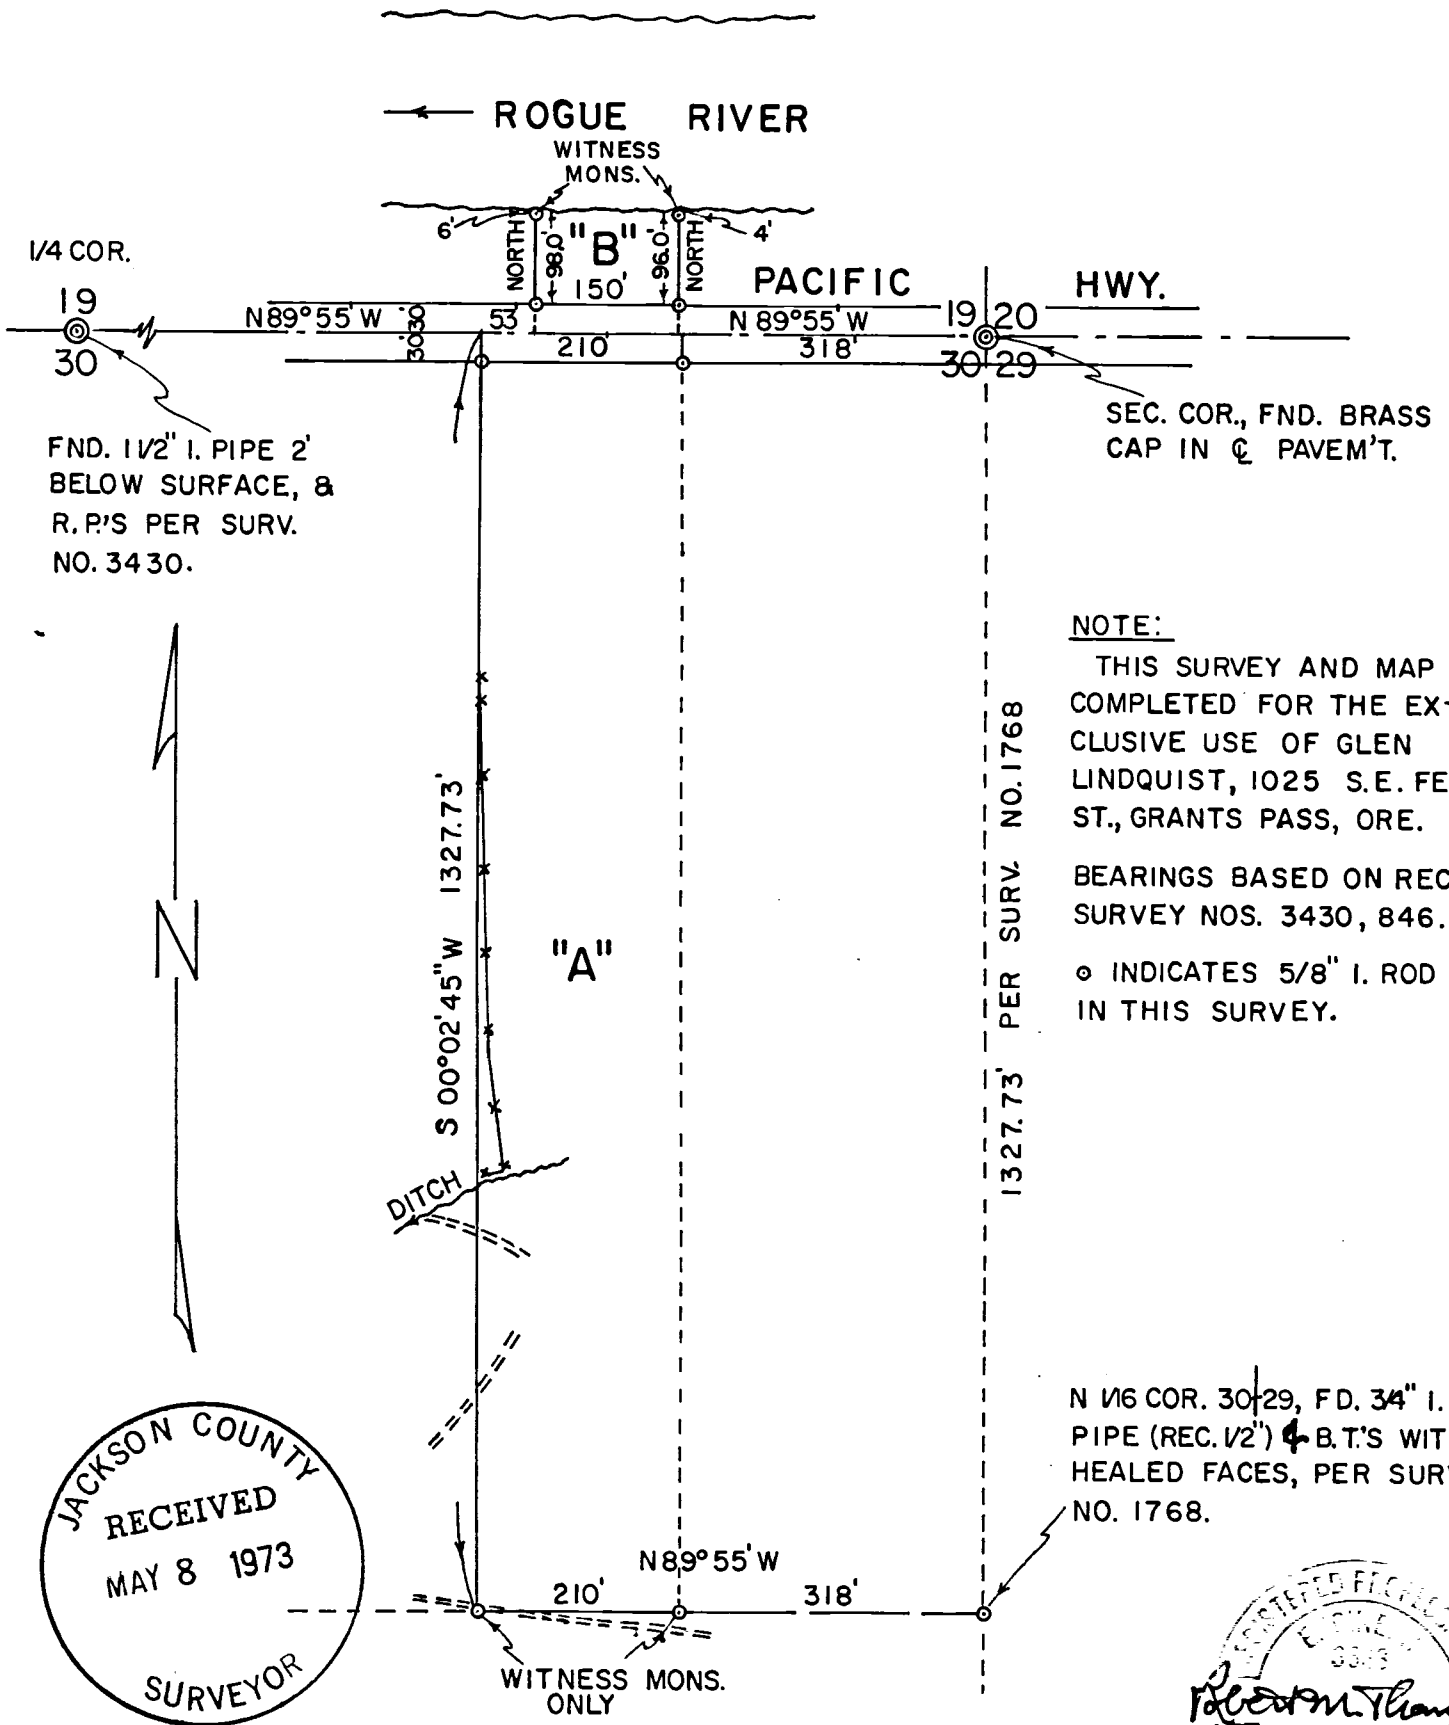 ROGUE RIVER
WITNESS
MONS.
6'
4'
NORTH
98.0'
"B"
96.0'
NORTH
150'
PACIFIC HWY.
1/4 COR.
19
30
N 89°55' W
30'
30'
53'
210'
N 89°55' W
318'
19 20
30 29
FND. 1 1/2" I. PIPE 2'
BELOW SURFACE, &
R.P.'S PER SURV.
NO. 3430.
SEC. COR., FND. BRASS
CAP IN ℄ PAVEM'T.
NOTE:
THIS SURVEY AND MAP
COMPLETED FOR THE EX-
CLUSIVE USE OF GLEN
LINDQUIST, 1025 S.E. FE
ST., GRANTS PASS, ORE.
BEARINGS BASED ON REC
SURVEY NOS. 3430, 846.
⊙ INDICATES 5/8" I. ROD
IN THIS SURVEY.
N
S 00°02'45" W 1327.73'
"A"
1327.73' PER SURV. NO. 1768
DITCH
N 1/16 COR. 30|29, FD. 3/4" I.
PIPE (REC. 1/2") & B.T.'S WIT
HEALED FACES, PER SURV
NO. 1768.
N 89°55' W
210'
318'
WITNESS MONS.
ONLY
JACKSON COUNTY
RECEIVED
MAY 8 1973
SURVEYOR